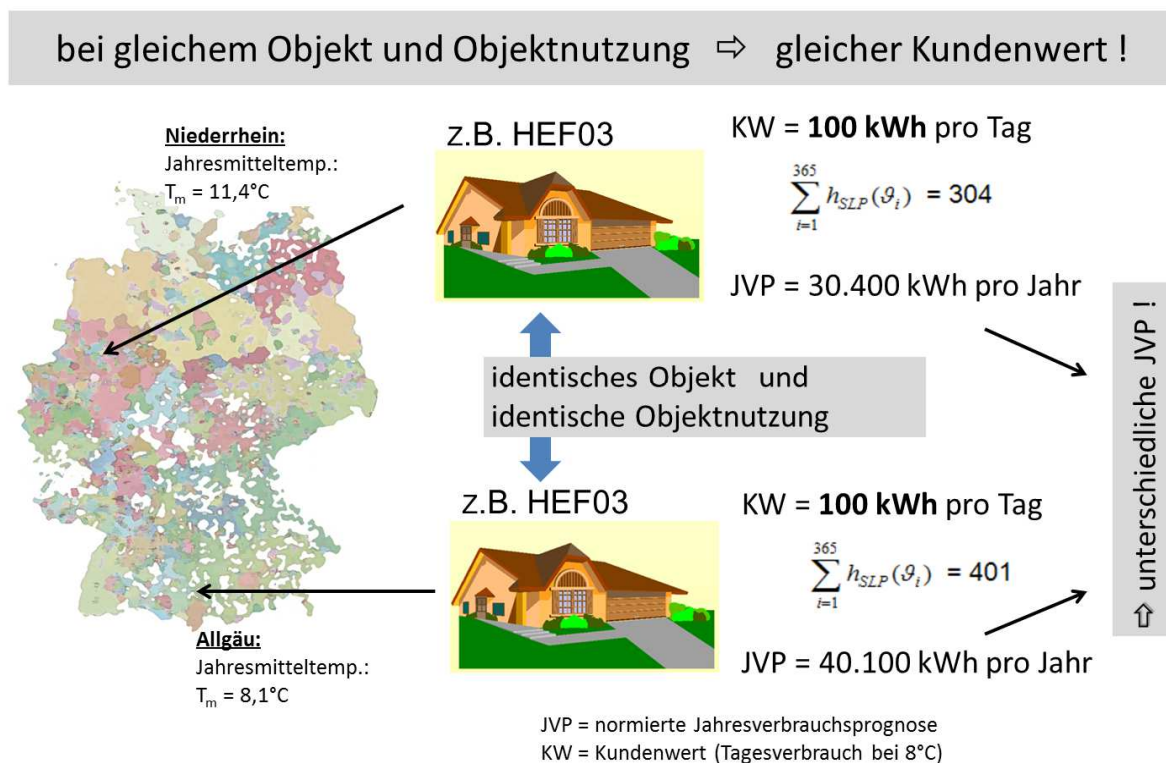 bei gleichem Objekt und Objektnutzung ⇨ gleicher Kundenwert !
Niederrhein:
Jahresmitteltemp.:
Tm = 11,4°C
z.B. HEF03
KW = 100 kWh pro Tag
365
∑ hSLP(ϑi) = 304
i=1
JVP = 30.400 kWh pro Jahr
identisches Objekt und
identische Objektnutzung
⇨ unterschiedliche JVP !
z.B. HEF03
KW = 100 kWh pro Tag
365
∑ hSLP(ϑi) = 401
i=1
JVP = 40.100 kWh pro Jahr
Allgäu:
Jahresmitteltemp.:
Tm = 8,1°C
JVP = normierte Jahresverbrauchsprognose
KW = Kundenwert (Tagesverbrauch bei 8°C)